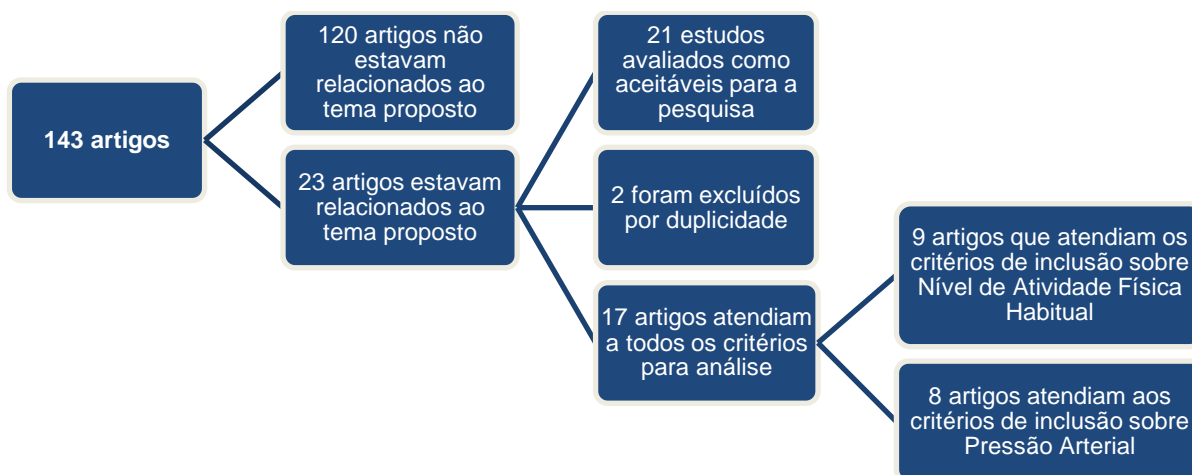 143 artigos
120 artigos não
estavam
relacionados ao
tema proposto
23 artigos estavam
relacionados ao
tema proposto
21 estudos
avaliados como
aceitáveis para a
pesquisa
2 foram excluídos
por duplicidade
17 artigos atendiam
a todos os critérios
para análise
9 artigos que atendiam os
critérios de inclusão sobre
Nível de Atividade Física
Habitual
8 artigos atendiam aos
critérios de inclusão sobre
Pressão Arterial